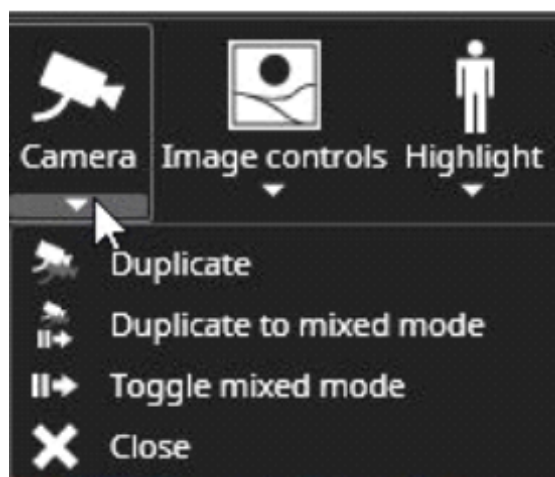 Camera Image controls Highlight
Duplicate
Duplicate to mixed mode
Toggle mixed mode
Close